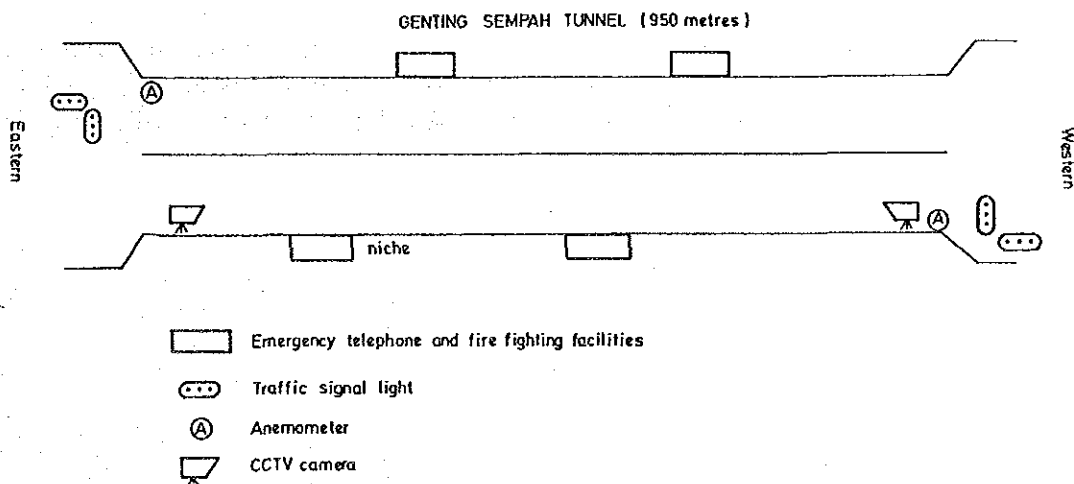 GENTING SEMPAH TUNNEL (950 metres)
A
Eastern
Western
A
niche
Emergency telephone and fire fighting facilities
Traffic signal light
A Anemometer
CCTV camera